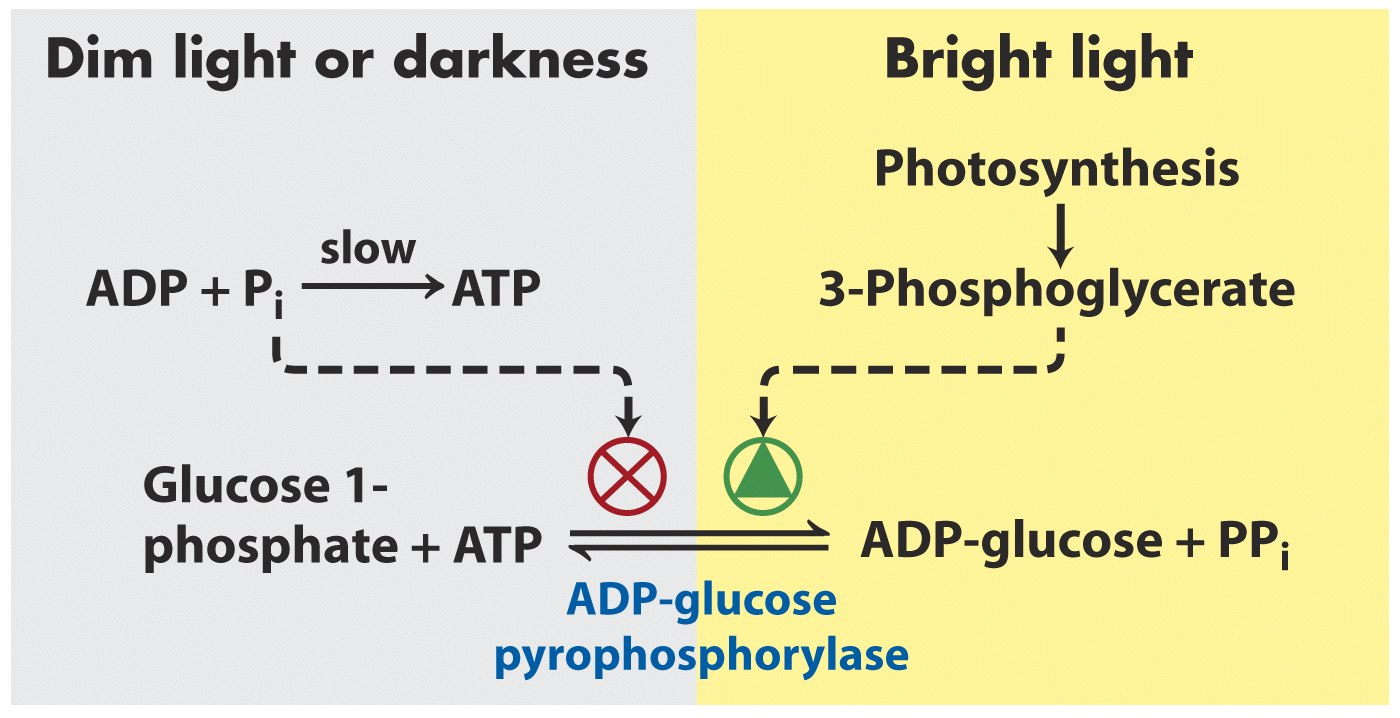 Dim light or darkness
Bright light
Photosynthesis
slow
ADP + Pi
ATP
3-Phosphoglycerate
Glucose 1-
phosphate + ATP
ADP-glucose + PPi
ADP-glucose
pyrophosphorylase